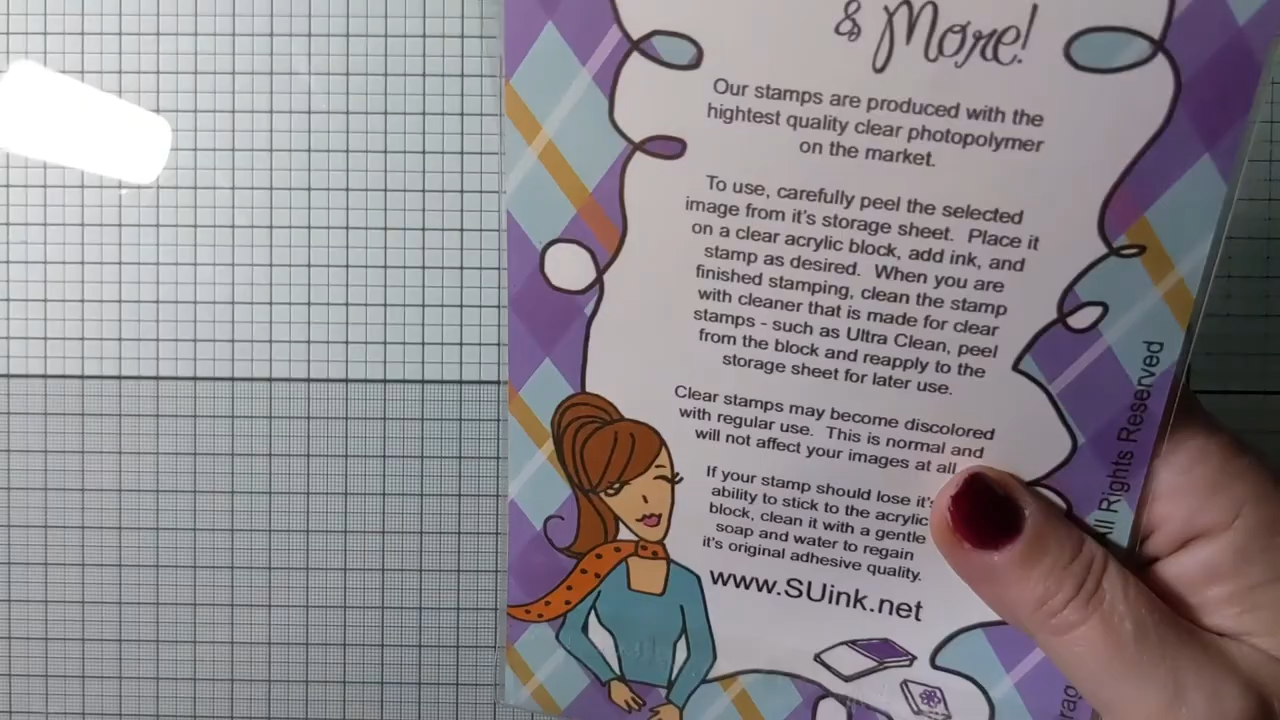 & More!
Our stamps are produced with the
hightest quality clear photopolymer
on the market.
To use, carefully peel the selected
image from it's storage sheet. Place it
on a clear acrylic block, add ink, and
stamp as desired. When you are
finished stamping, clean the stamp
with cleaner that is made for clear
stamps - such as Ultra Clean, peel
from the block and reapply to the
storage sheet for later use.
Clear stamps may become discolored
with regular use. This is normal and
will not affect your images at all
If your stamp should lose it's
ability to stick to the acrylic
block, clean it with a gentle
soap and water to regain
it's original adhesive quality.
www.SUink.net
All Rights Reserved